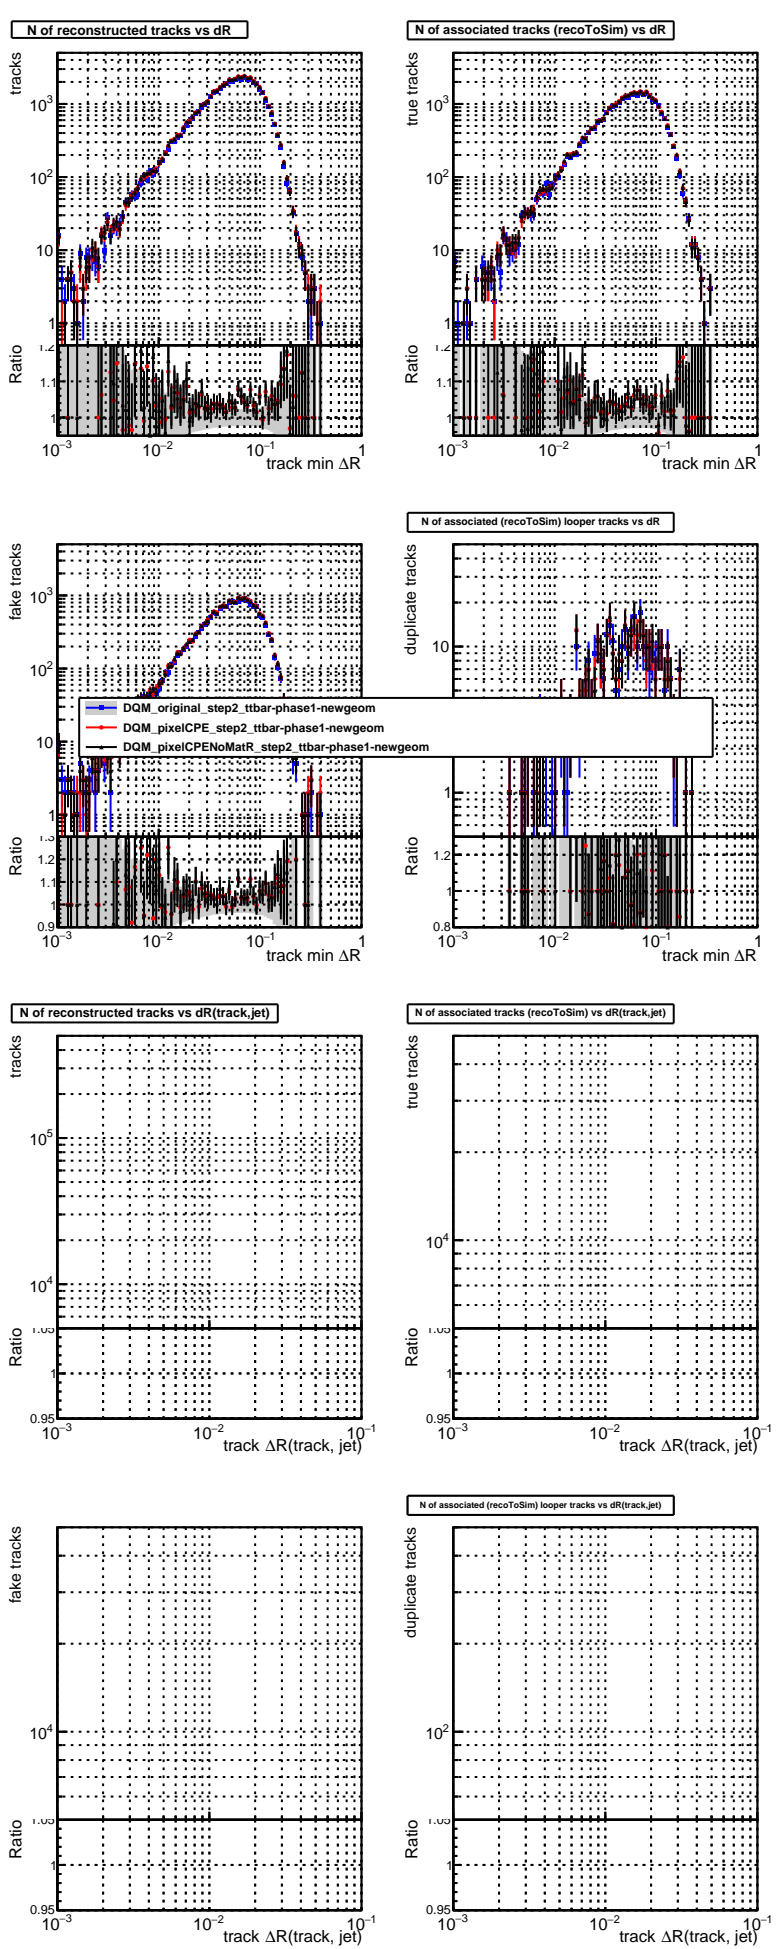 N of reconstructed tracks vs dR
tracks
10³
10²
10
1
Ratio
1.2
1.1
1
10⁻³
10⁻²
10⁻¹
1
track min ΔR
N of associated tracks (recoToSim) vs dR
true tracks
10³
10²
10
1
Ratio
1.2
1.1
1
10⁻³
10⁻²
10⁻¹
1
track min ΔR
fake tracks
10³
10²
10
1
Ratio
1.3
1.2
1.1
1
0.9
10⁻³
10⁻²
10⁻¹
1
track min ΔR
N of associated (recoToSim) looper tracks vs dR
duplicate tracks
10
1
Ratio
1.2
1
0.8
10⁻³
10⁻²
10⁻¹
1
track min ΔR
DQM_original_step2_ttbar-phase1-newgeom
DQM_pixelCPE_step2_ttbar-phase1-newgeom
DQM_pixelCPENoMatR_step2_ttbar-phase1-newgeom
N of reconstructed tracks vs dR(track,jet)
tracks
10⁵
10⁴
Ratio
1.05
1
0.95
10⁻³
10⁻²
10⁻¹
track ΔR(track, jet)
N of associated tracks (recoToSim) vs dR(track,jet)
true tracks
10⁴
Ratio
1.05
1
0.95
10⁻³
10⁻²
10⁻¹
track ΔR(track, jet)
fake tracks
10⁴
Ratio
1.05
1
0.95
10⁻³
10⁻²
10⁻¹
track ΔR(track, jet)
N of associated (recoToSim) looper tracks vs dR(track,jet)
duplicate tracks
10²
Ratio
1.05
1
0.95
10⁻³
10⁻²
10⁻¹
track ΔR(track, jet)